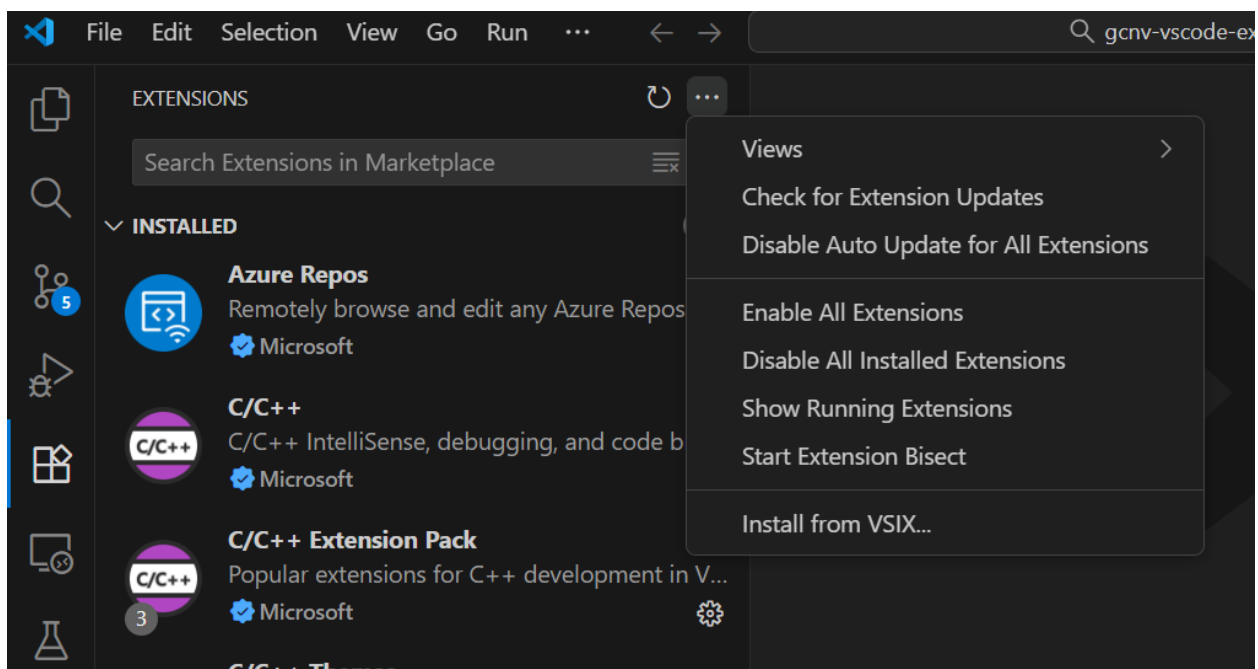 File Edit Selection View Go Run ... gcnv-vscode-ex
EXTENSIONS
Search Extensions in Marketplace
INSTALLED
Azure Repos
Remotely browse and edit any Azure Repos
Microsoft
C/C++
C/C++
C/C++ IntelliSense, debugging, and code b
Microsoft
C/C++ Extension Pack
C/C++
Popular extensions for C++ development in V...
3
Microsoft
5
Views
Check for Extension Updates
Disable Auto Update for All Extensions
Enable All Extensions
Disable All Installed Extensions
Show Running Extensions
Start Extension Bisect
Install from VSIX...